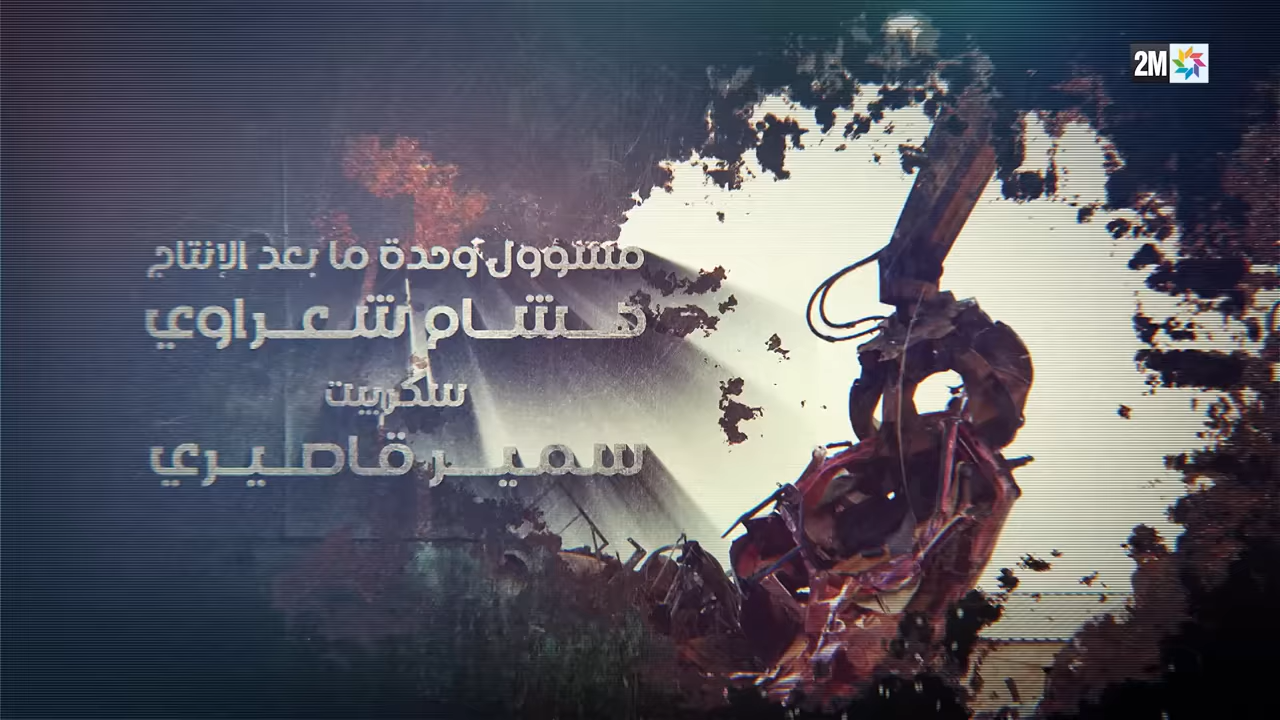 2M
مسؤول وحدة ما بعد الإنتاج
هشام شعراوي
سكريبت
سمير قاصيري